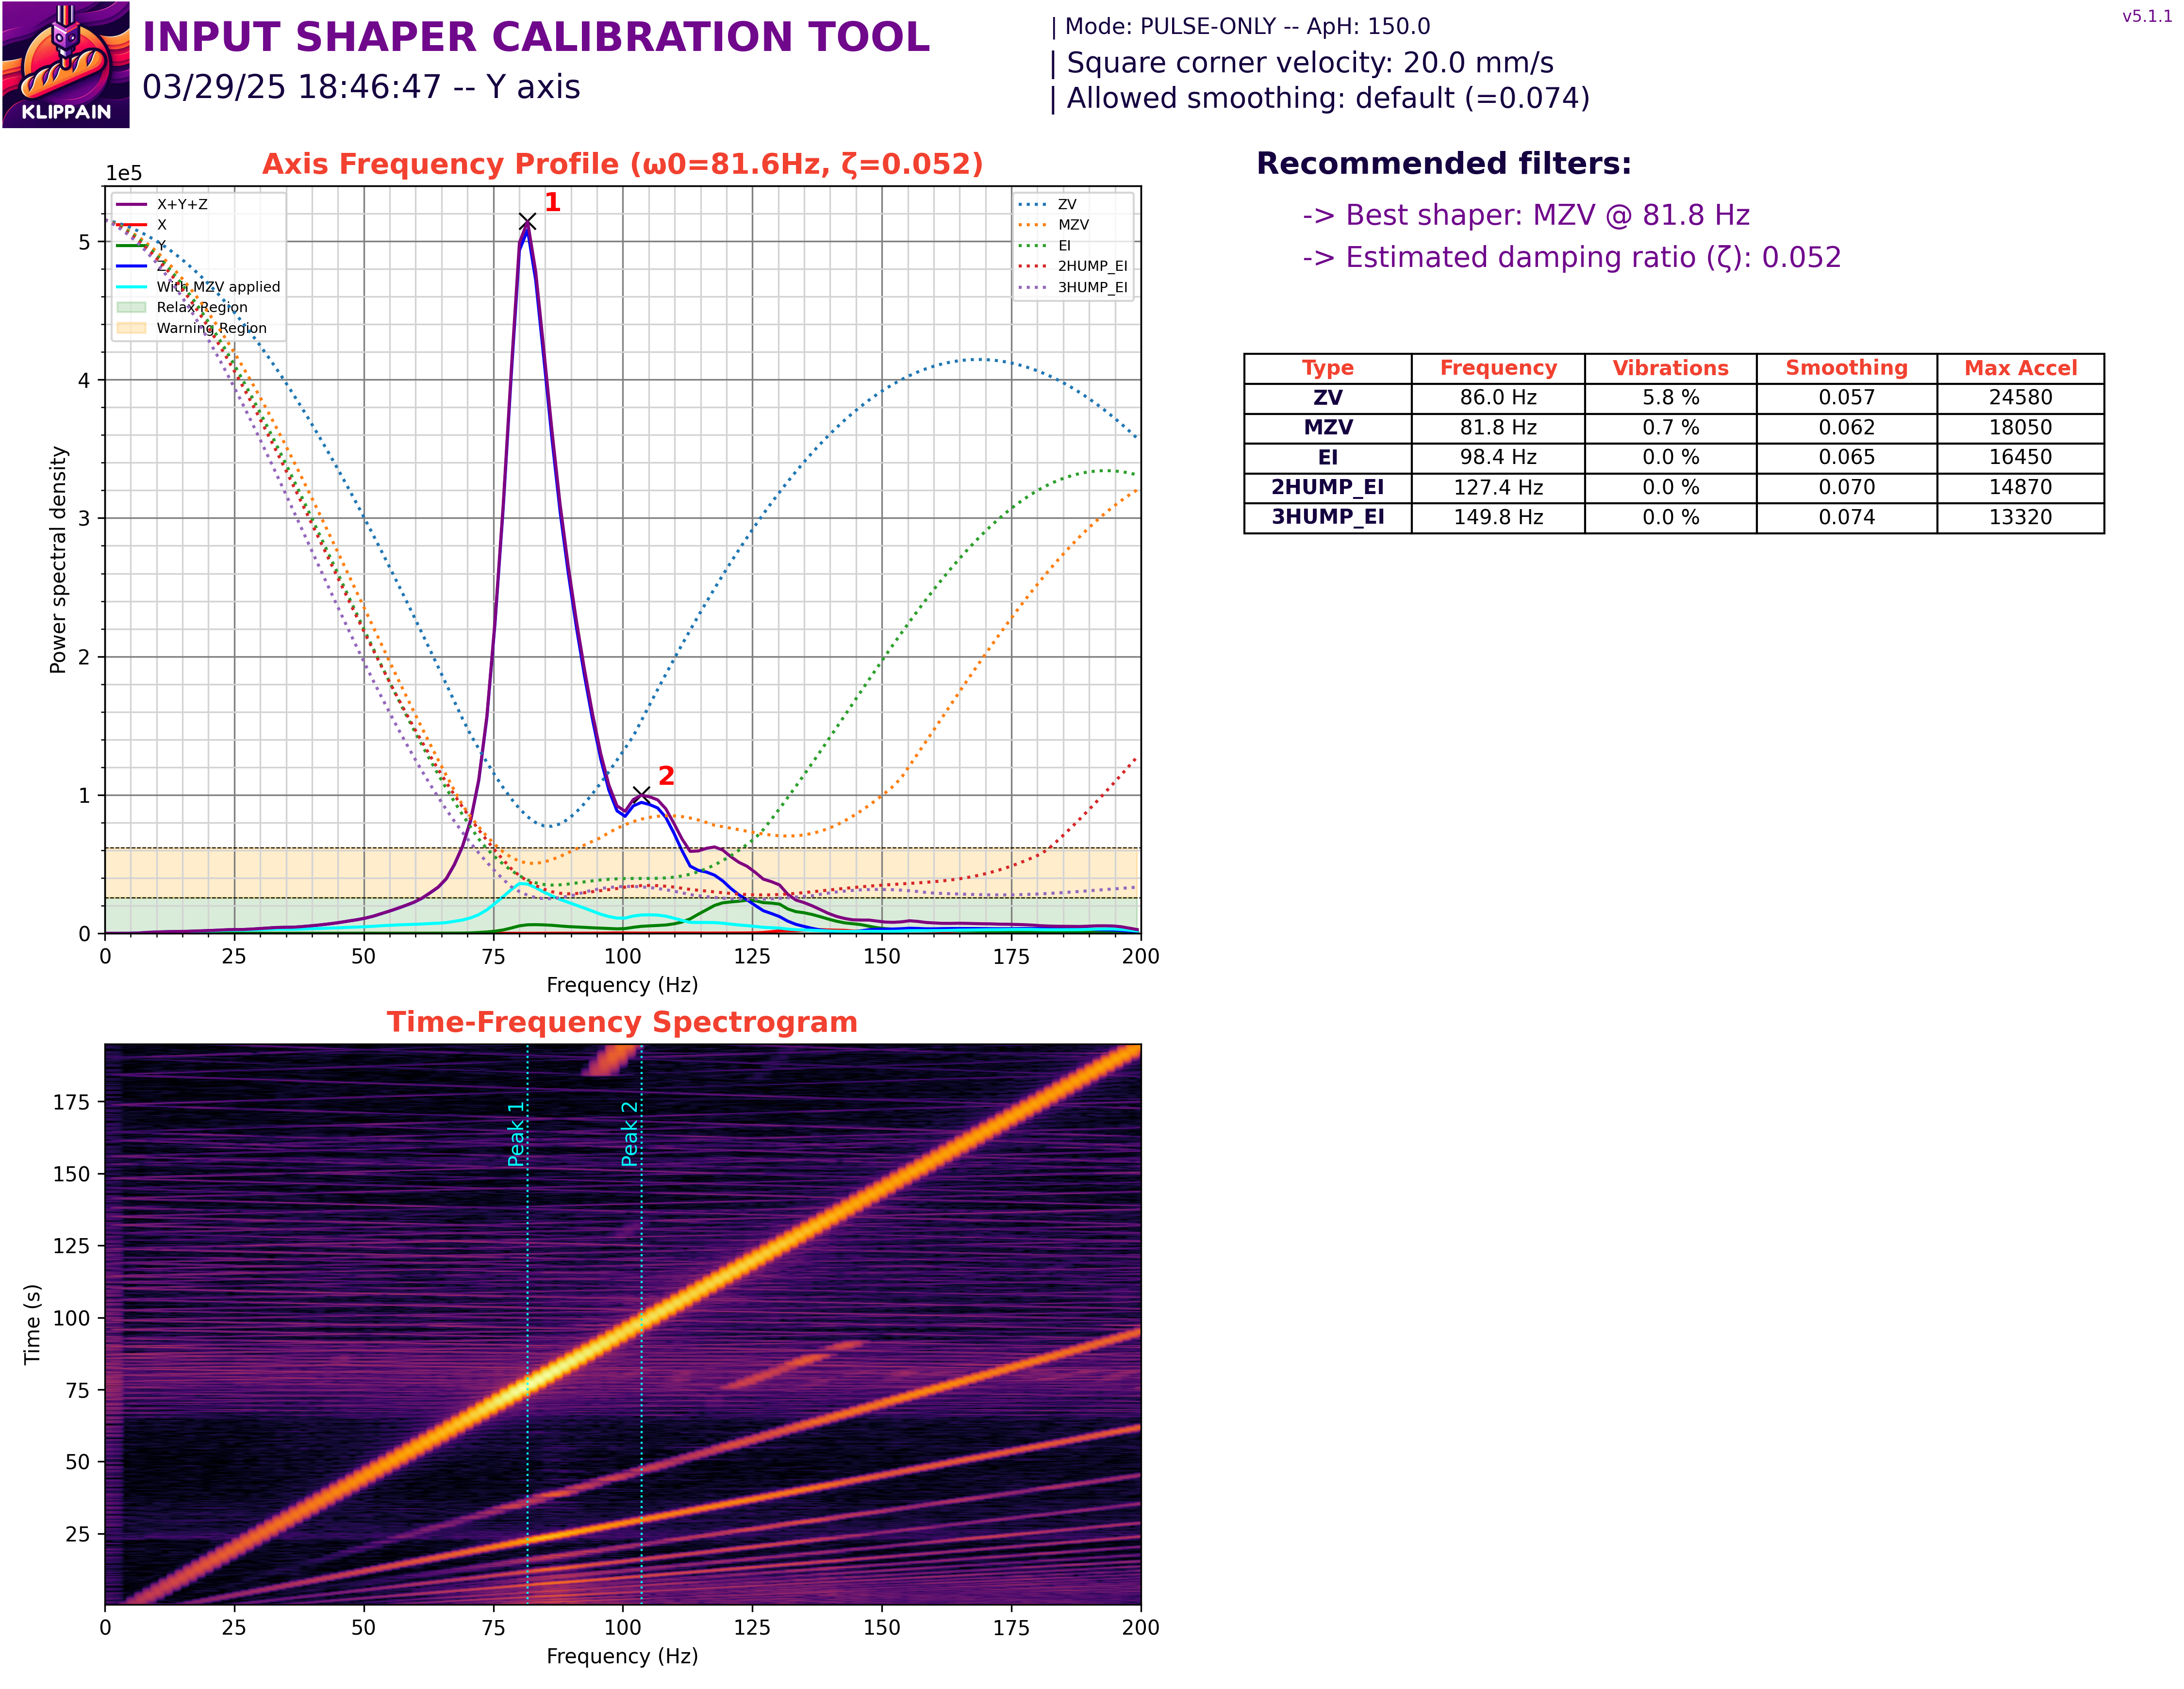 KLIPPAIN
INPUT SHAPER CALIBRATION TOOL
03/29/25 18:46:47 -- Y axis
| Mode: PULSE-ONLY -- ApH: 150.0
| Square corner velocity: 20.0 mm/s
| Allowed smoothing: default (=0.074)
v5.1.1
Axis Frequency Profile (ω0=81.6Hz, ζ=0.052)
1e5
X+Y+Z
X
Y
Z
With MZV applied
Relax Region
Warning Region
ZV
MZV
EI
2HUMP_EI
3HUMP_EI
1
2
5
4
3
2
1
0
Power spectral density
0 25 50 75 100 125 150 175 200
Frequency (Hz)
Recommended filters:
-> Best shaper: MZV @ 81.8 Hz
-> Estimated damping ratio (ζ): 0.052
Type Frequency Vibrations Smoothing Max Accel
ZV 86.0 Hz 5.8 % 0.057 24580
MZV 81.8 Hz 0.7 % 0.062 18050
EI 98.4 Hz 0.0 % 0.065 16450
2HUMP_EI 127.4 Hz 0.0 % 0.070 14870
3HUMP_EI 149.8 Hz 0.0 % 0.074 13320
Time-Frequency Spectrogram
Peak 1
Peak 2
175
150
125
100
75
50
25
Time (s)
0 25 50 75 100 125 150 175 200
Frequency (Hz)